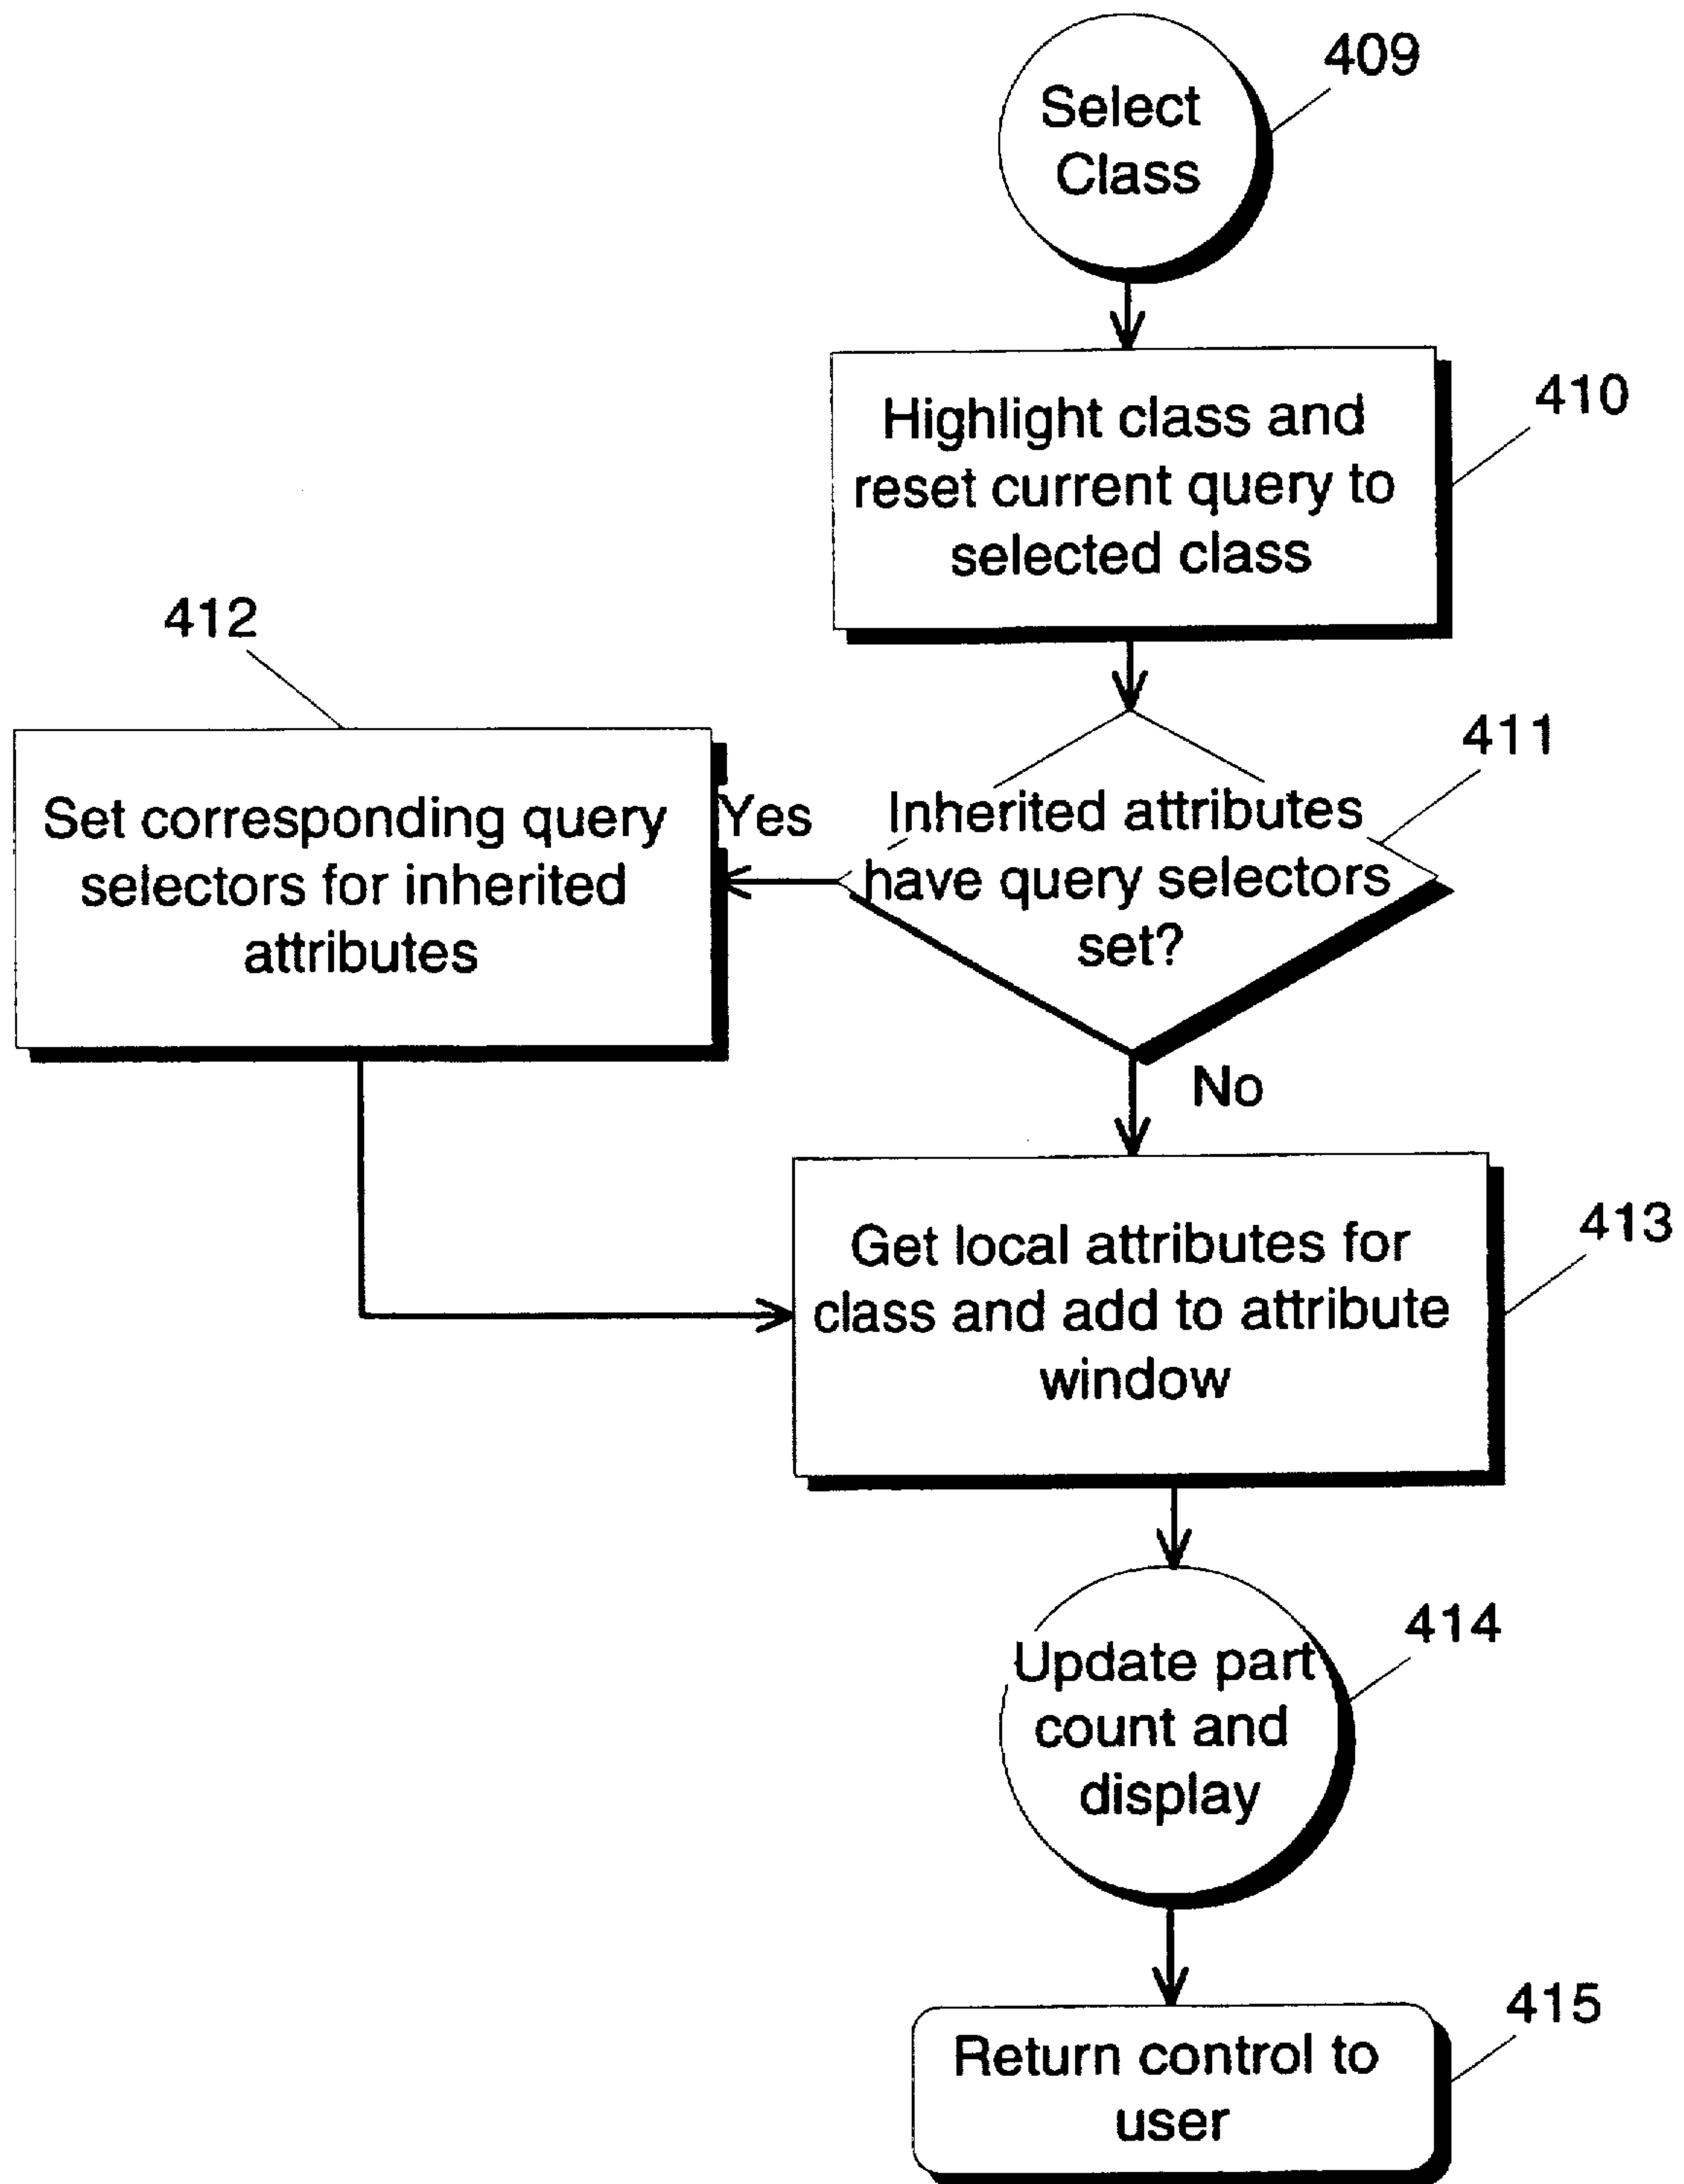 409
Select
Class
410
Highlight class and
reset current query to
selected class
412
411
Set corresponding query
selectors for inherited
attributes
Yes
Inherited attributes
have query selectors
set?
No
413
Get local attributes for
class and add to attribute
window
414
Update part
count and
display
415
Return control to
user